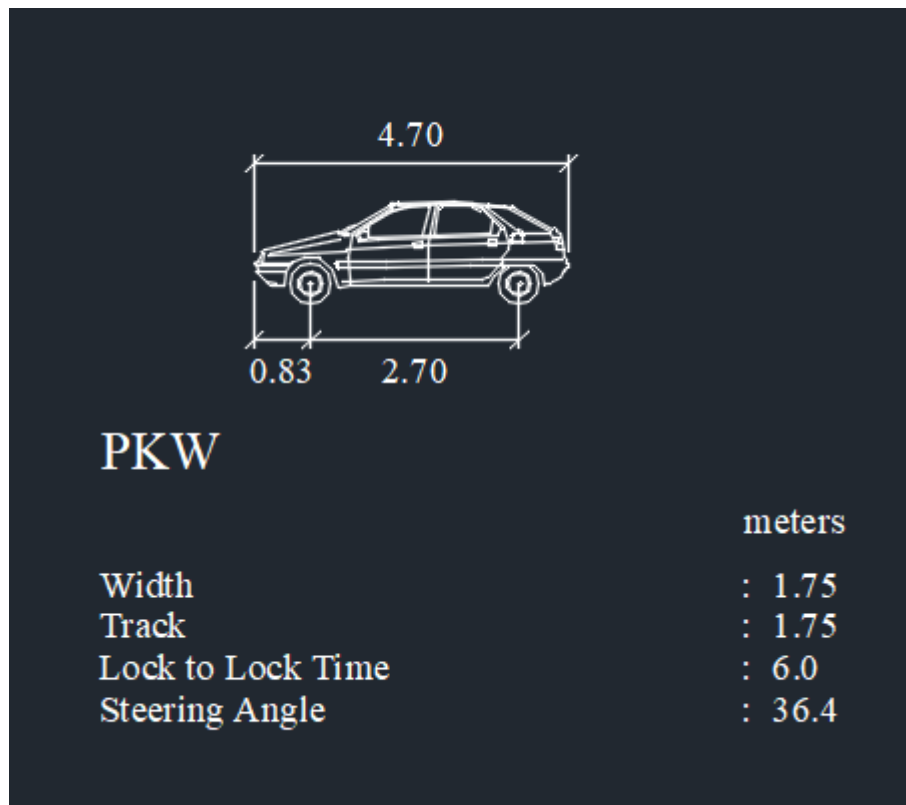 4.70
0.83 2.70
PKW
meters
Width : 1.75
Track : 1.75
Lock to Lock Time : 6.0
Steering Angle : 36.4